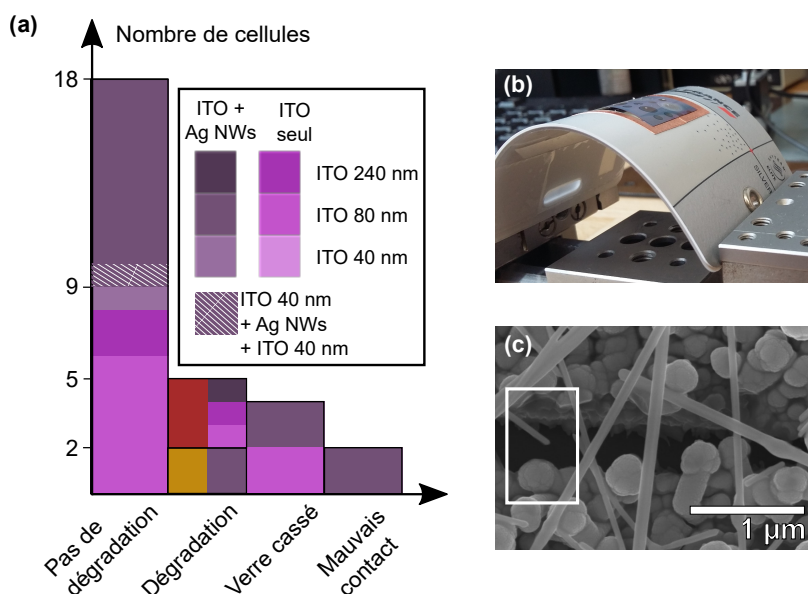 (a)
Nombre de cellules
18
9
5
2
ITO +
Ag NWs
ITO
seul
ITO 240 nm
ITO 80 nm
ITO 40 nm
ITO 40 nm
+ Ag NWs
+ ITO 40 nm
Pas de
dégradation
Dégradation
Verre cassé
Mauvais
contact
(b)
(c)
1 µm